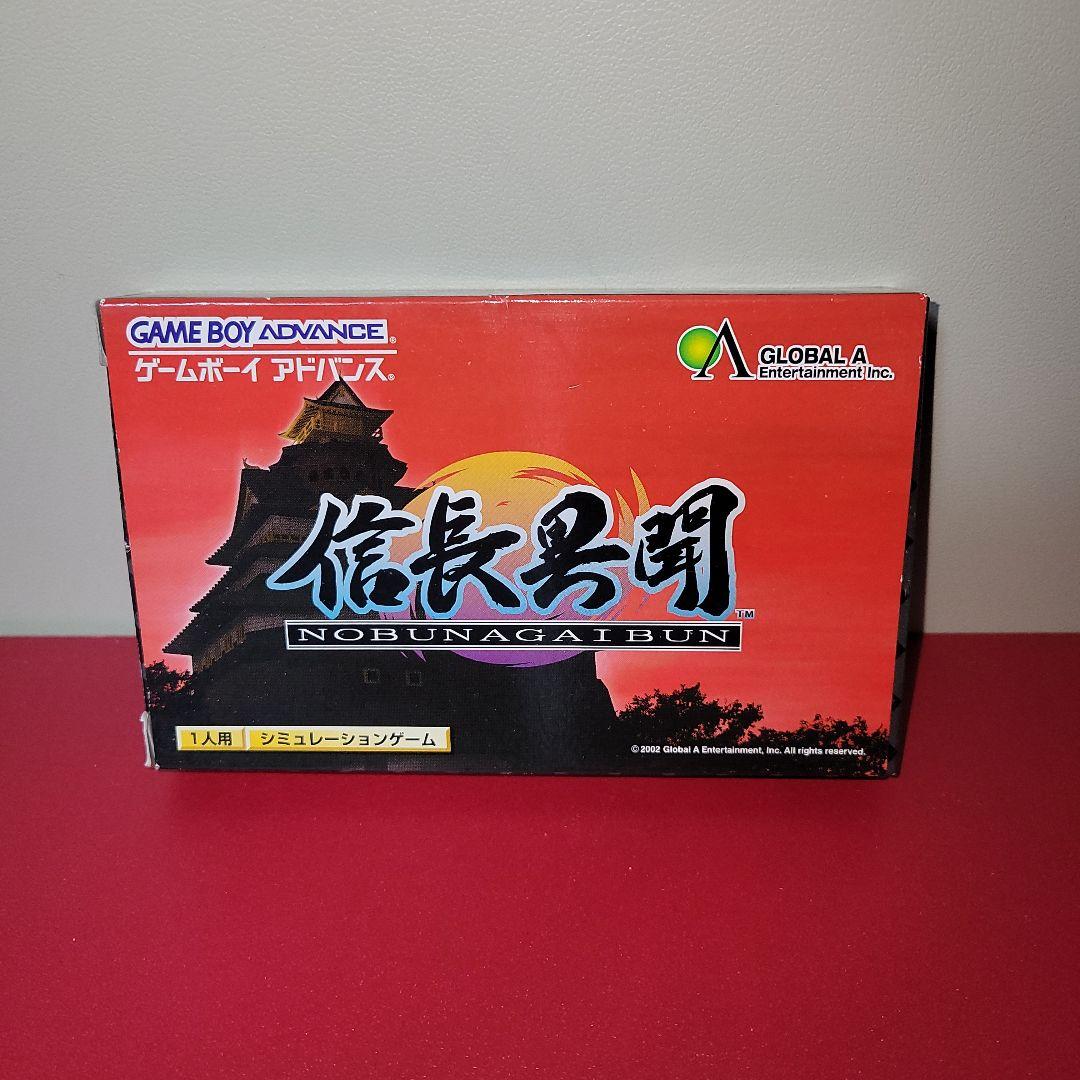 GAME BOY ADVANCE®
ゲームボーイ アドバンス®
GLOBAL A
Entertainment Inc.
信長異聞™
NOBUNAGAIBUN
1人用 シミュレーションゲーム
© 2002 Global A Entertainment, Inc. All rights reserved.